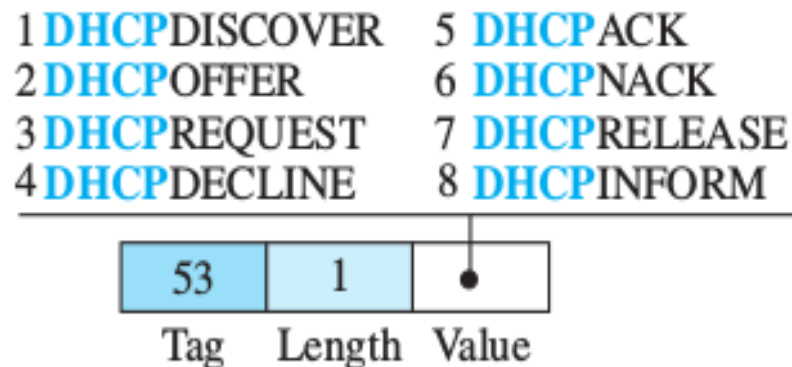 1 DHCPDISCOVER 5 DHCPACK
2 DHCPOFFER 6 DHCPNACK
3 DHCPREQUEST 7 DHCPRELEASE
4 DHCPDECLINE 8 DHCPINFORM
53 1
Tag Length Value